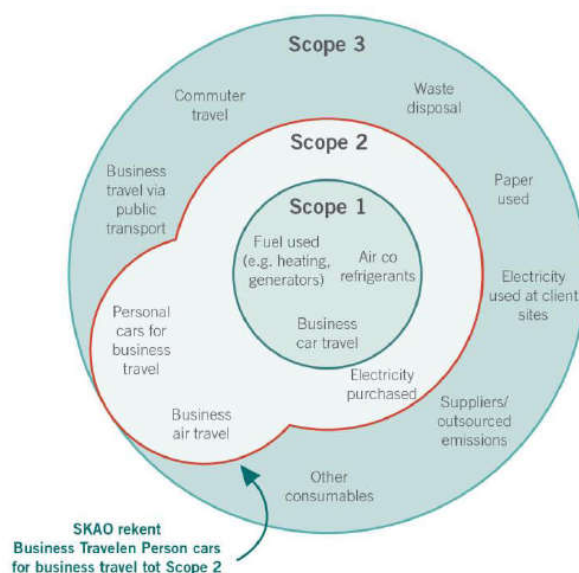 Scope 3
Commuter
travel
Waste
disposal
Scope 2
Business
travel via
public
transport
Paper
used
Scope 1
Fuel used
(e.g. heating,
generators)
Air co
refrigerants
Electricity
used at client
sites
Personal
cars for
business
travel
Business
car travel
Electricity
purchased
Business
air travel
Suppliers/
outsourced
emissions
Other
consumables
SKAO rekent
Business Travelen Person cars
for business travel tot Scope 2